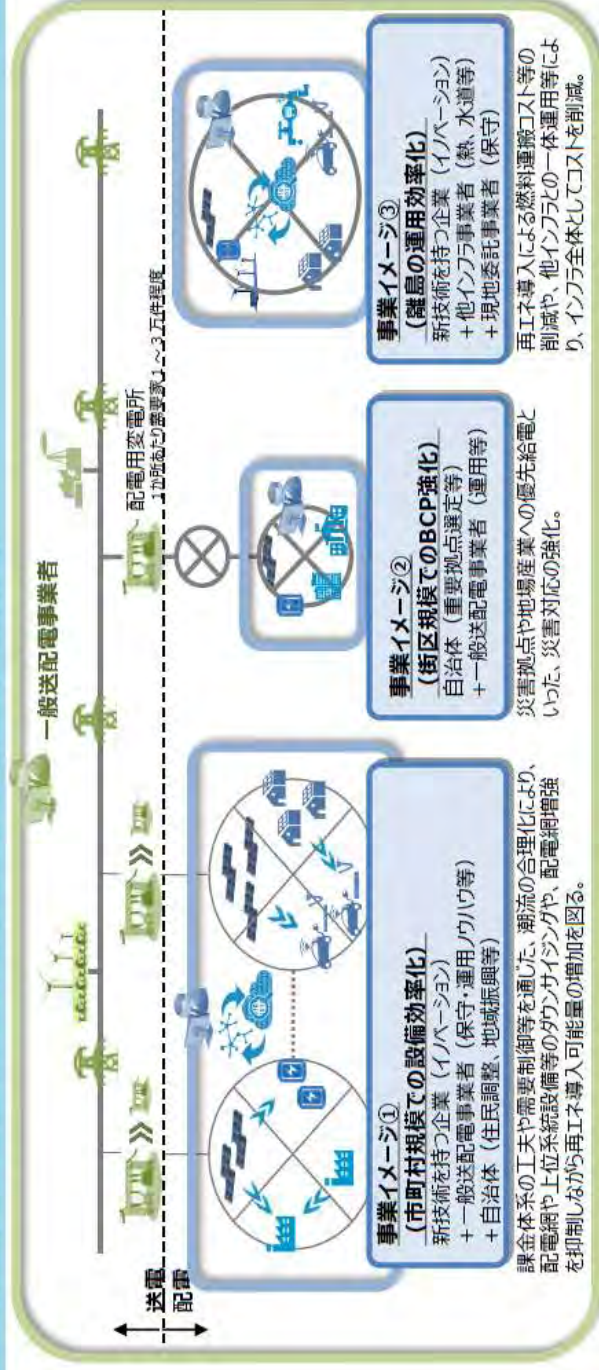 一般送配電事業者
配電用変電所
1か所あたり需要家1～3万件程度
送電
配電
事業イメージ①
（市町村規模での設備効率化）
新技術を持つ企業（イノベーション）
＋一般送配電事業者（保守・運用ノウハウ等）
＋自治体（住民調整、地域振興等）
課金体系の工夫や需要制御等を通じた、潮流の合理化により、
配電網や上位系統設備等のダウンサイジングや、配電網増強
を抑制しながら再エネ導入可能量の増加を図る。
事業イメージ②
（街区規模でのBCP強化）
自治体（重要拠点選定等）
＋一般送配電事業者（運用等）
災害拠点や地場産業への優先給電と
いった、災害対応の強化。
事業イメージ③
（離島の運用効率化）
新技術を持つ企業（イノベーション）
＋他インフラ事業者（熱、水道等）
＋現地委託事業者（保守）
再エネ導入による燃料運搬コスト等の
削減や、他インフラとの一体運用等によ
り、インフラ全体としてコストを削減。